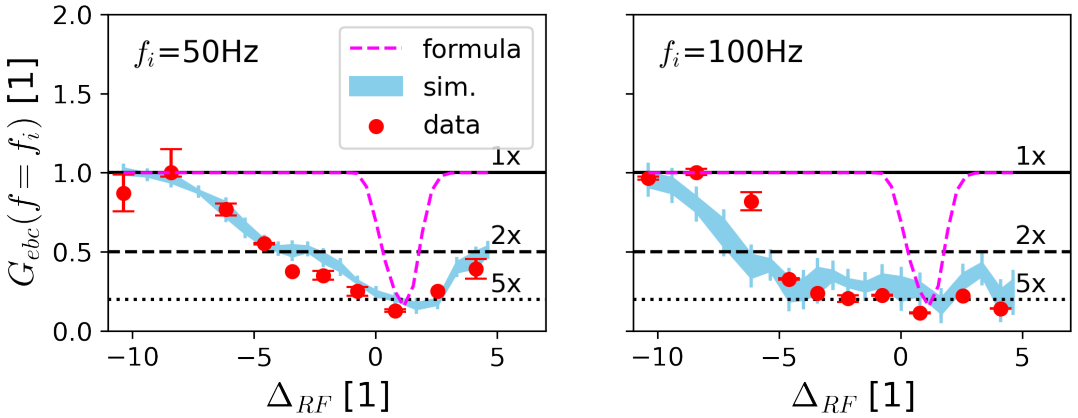 G_ebc(f = f_i) [1]
2.0
1.5
1.0
0.5
0.0
f_i=50Hz
formula
sim.
data
1x
2x
5x
−10
−5
0
5
Δ_RF [1]
f_i=100Hz
1x
2x
5x
−10
−5
0
5
Δ_RF [1]